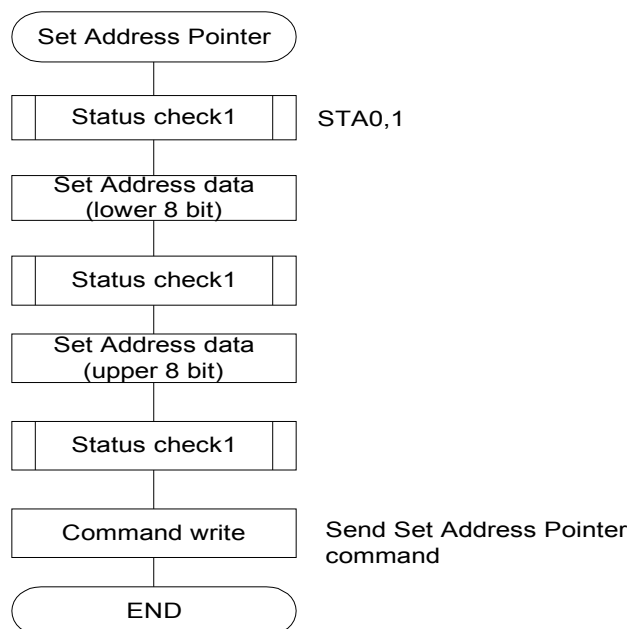 Set Address Pointer
Status check1
STA0,1
Set Address data
(lower 8 bit)
Status check1
Set Address data
(upper 8 bit)
Status check1
Command write
Send Set Address Pointer
command
END